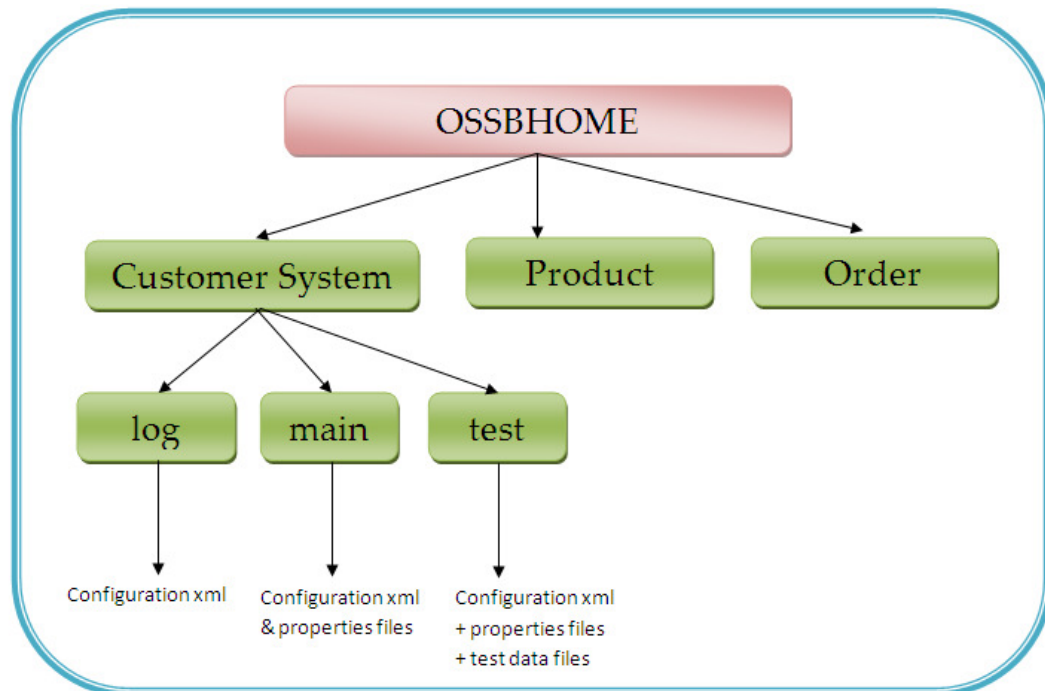 OSSBHOME
Customer System
Product
Order
log
main
test
Configuration xml
Configuration xml
& properties files
Configuration xml
+ properties files
+ test data files